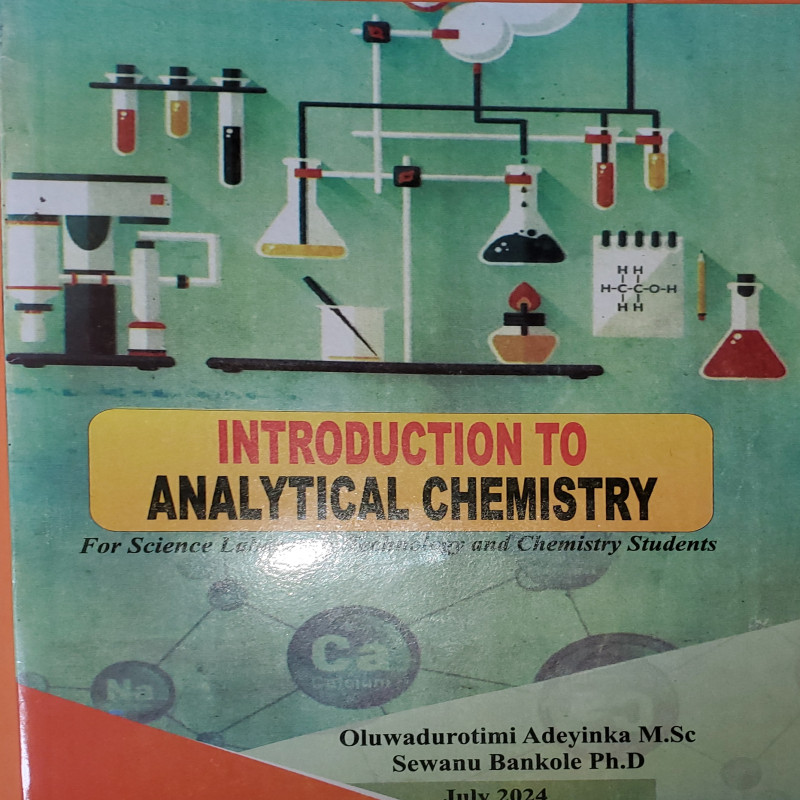 H H
H-C-C-O-H
H H
INTRODUCTION TO
ANALYTICAL CHEMISTRY
For Science Technology and Chemistry Students
Ca
Calcium
Na
Oluwadurotimi Adeyinka M.Sc
Sewanu Bankole Ph.D
July 2024